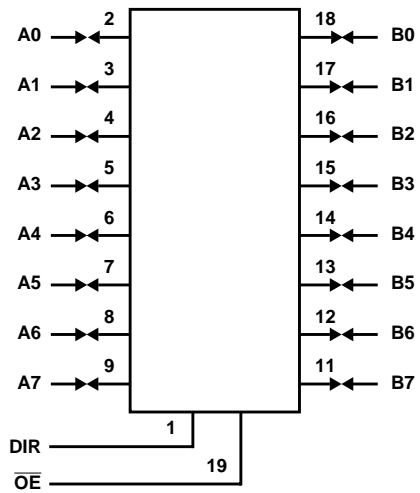 A0 2 18 B0
A1 3 17 B1
A2 4 16 B2
A3 5 15 B3
A4 6 14 B4
A5 7 13 B5
A6 8 12 B6
A7 9 11 B7
DIR 1
O̅E̅ 19